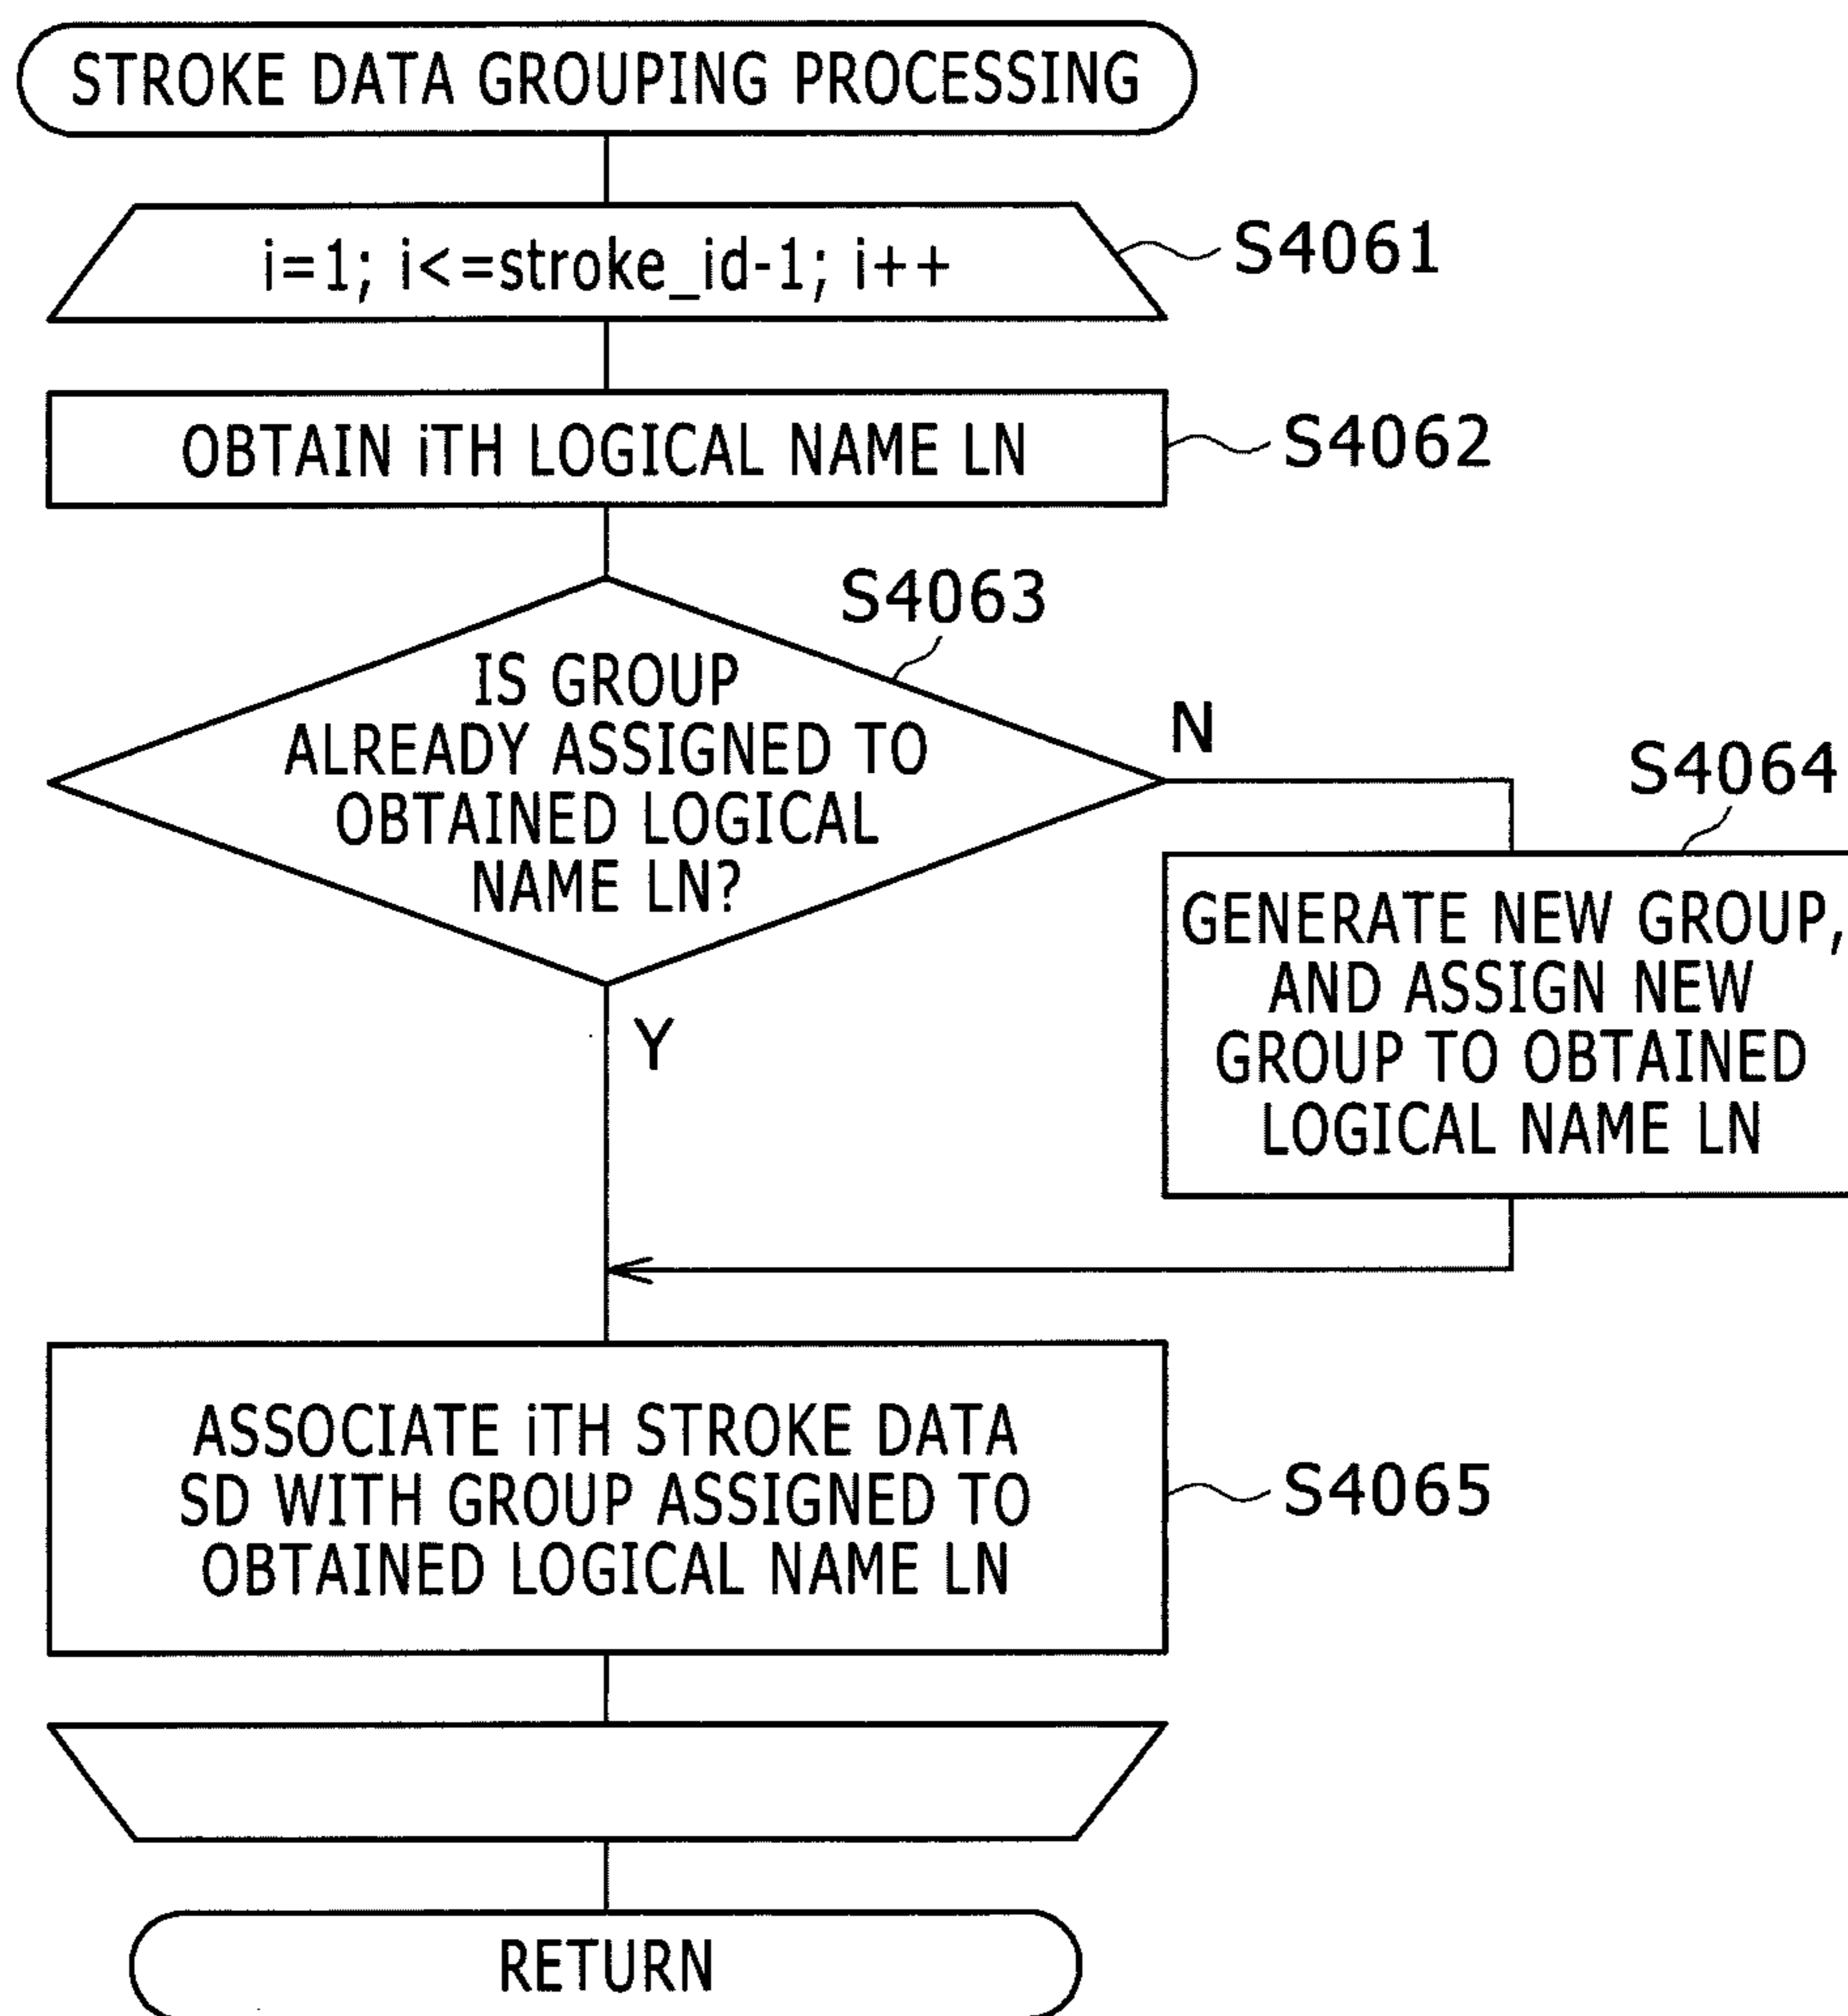 STROKE DATA GROUPING PROCESSING
i=1; i<=stroke_id-1; i++
S4061
OBTAIN iTH LOGICAL NAME LN
S4062
S4063
IS GROUP
ALREADY ASSIGNED TO
OBTAINED LOGICAL
NAME LN?
N
Y
S4064
GENERATE NEW GROUP,
AND ASSIGN NEW
GROUP TO OBTAINED
LOGICAL NAME LN
ASSOCIATE iTH STROKE DATA
SD WITH GROUP ASSIGNED TO
OBTAINED LOGICAL NAME LN
S4065
RETURN